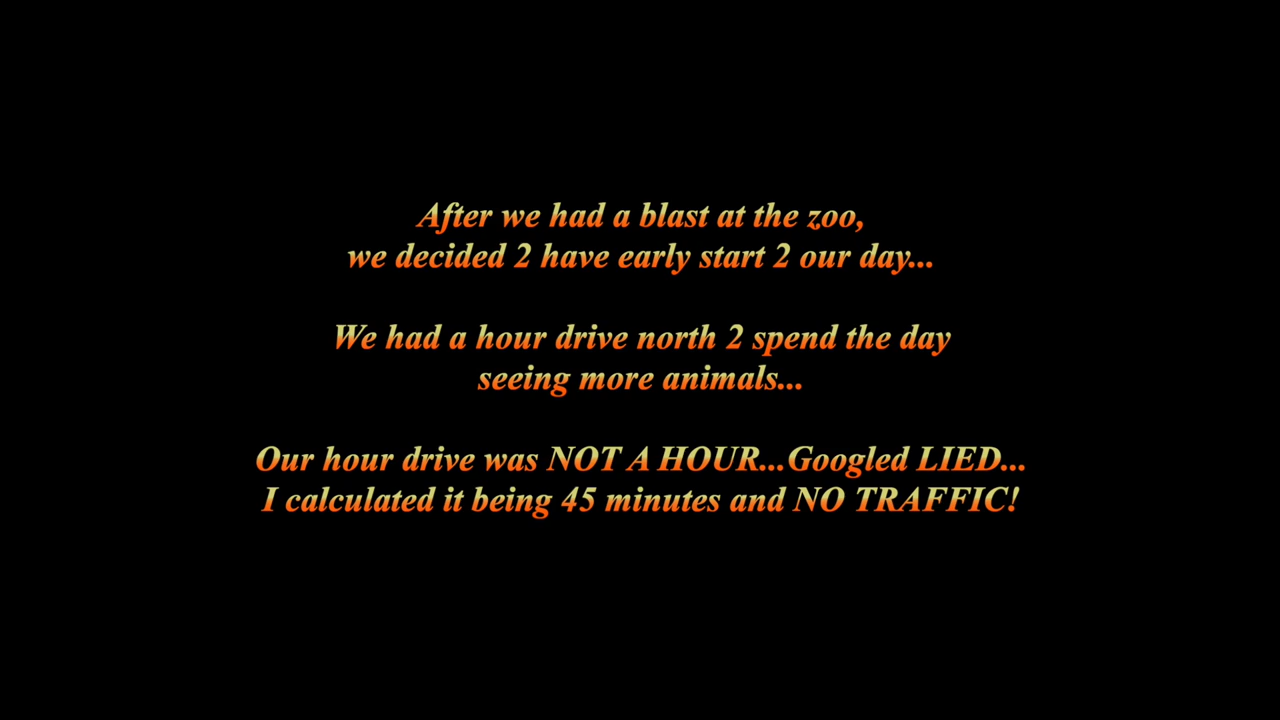 After we had a blast at the zoo,
we decided 2 have early start 2 our day...
We had a hour drive north 2 spend the day
seeing more animals...
Our hour drive was NOT A HOUR...Googled LIED...
I calculated it being 45 minutes and NO TRAFFIC!